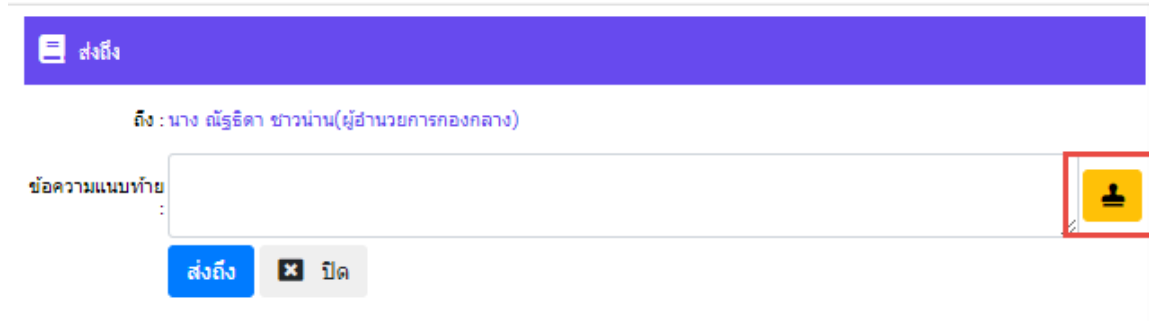 ส่งถึง
ถึง : นาง ณัฐธิดา ชาวน่าน(ผู้อำนวยการกองกลาง)
ข้อความแนบท้าย
:
ส่งถึง ปิด